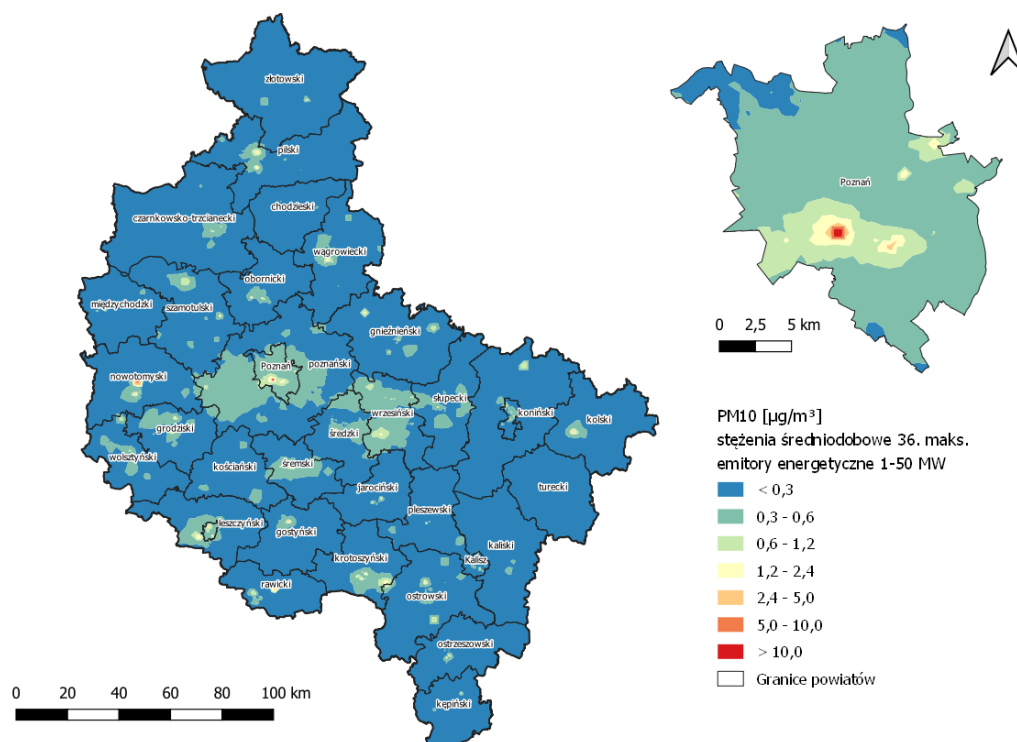 złotowski
pilski
czarnkowsko-trzcianecki
chodzieski
wągrowiecki
obornicki
międzychodzki
szamotulski
gnieźnieński
Poznań
poznański
nowotomyski
słupecki
wrzesiński
koniński
kolski
grodziski
średzki
wolsztyński
kościański
śremski
jarociński
turecki
pleszewski
leszczyński
gostyński
kaliski
krotoszyński
Kalisz
rawicki
ostrowski
ostrzeszowski
kępiński
0 20 40 60 80 100 km
Poznań
0 2,5 5 km
PM10 [µg/m³]
stężenia średniodobowe 36. maks.
emitory energetyczne 1-50 MW
< 0,3
0,3 - 0,6
0,6 - 1,2
1,2 - 2,4
2,4 - 5,0
5,0 - 10,0
> 10,0
Granice powiatów